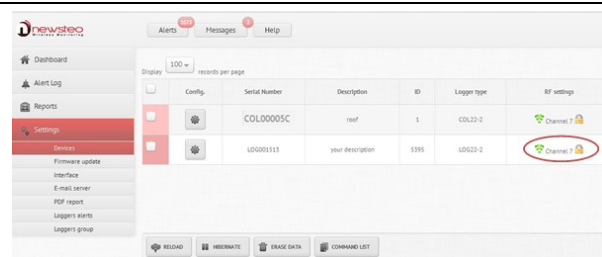 newsteo
Wireless Monitoring
Alerts
Messages
Help
Dashboard
Alert Log
Reports
Settings
Devices
Firmware update
Interface
E-mail server
PDF report
Loggers alerts
Loggers group
Display 100 records per page
Config. Serial Number Description ID Logger type RF settings
COL00005C roof 1 COL22-2 Channel 7
LOG001513 your description 5395 LOG22-2 Channel 7
RELOAD HIBERNATE ERASE DATA COMMAND LIST